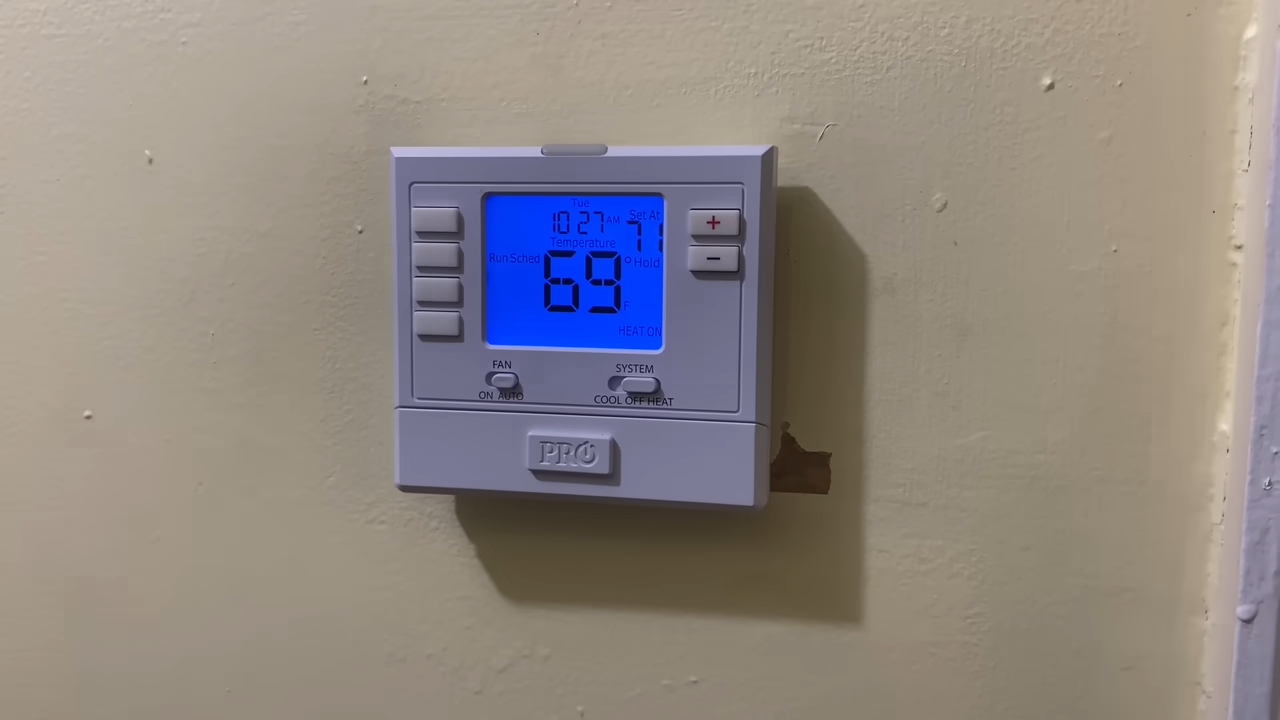 Tue
10 27 AM Set At
71
Temperature
Run Sched 69 ° Hold
F
HEAT ON
+
−
FAN
ON AUTO
SYSTEM
COOL OFF HEAT
PRO